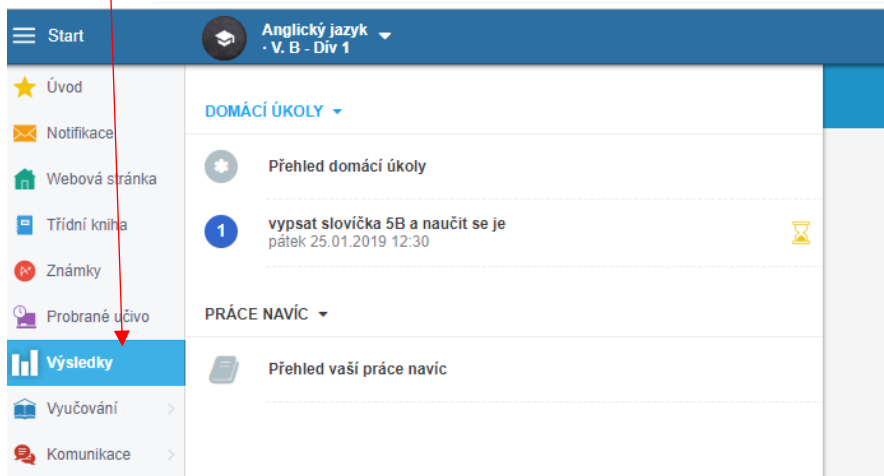 Start
Anglický jazyk
· V. B - Div 1
Úvod
Notifikace
Webová stránka
Třídní kniha
Známky
Probrané učivo
Výsledky
Vyučování
Komunikace
DOMÁCÍ ÚKOLY
Přehled domácí úkoly
1
vypsat slovíčka 5B a naučit se je
pátek 25.01.2019 12:30
PRÁCE NAVÍC
Přehled vaší práce navíc